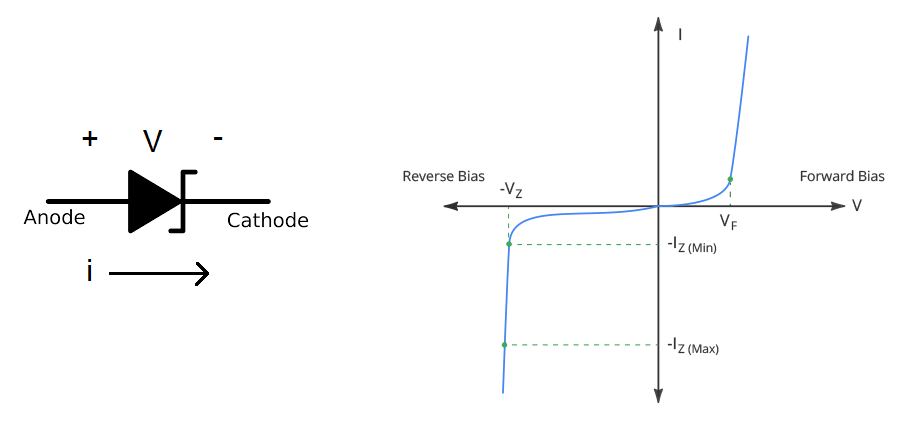 + V -
Anode
Cathode
i
I
Reverse Bias
-VZ
Forward Bias
V
VF
-IZ (Min)
-IZ (Max)